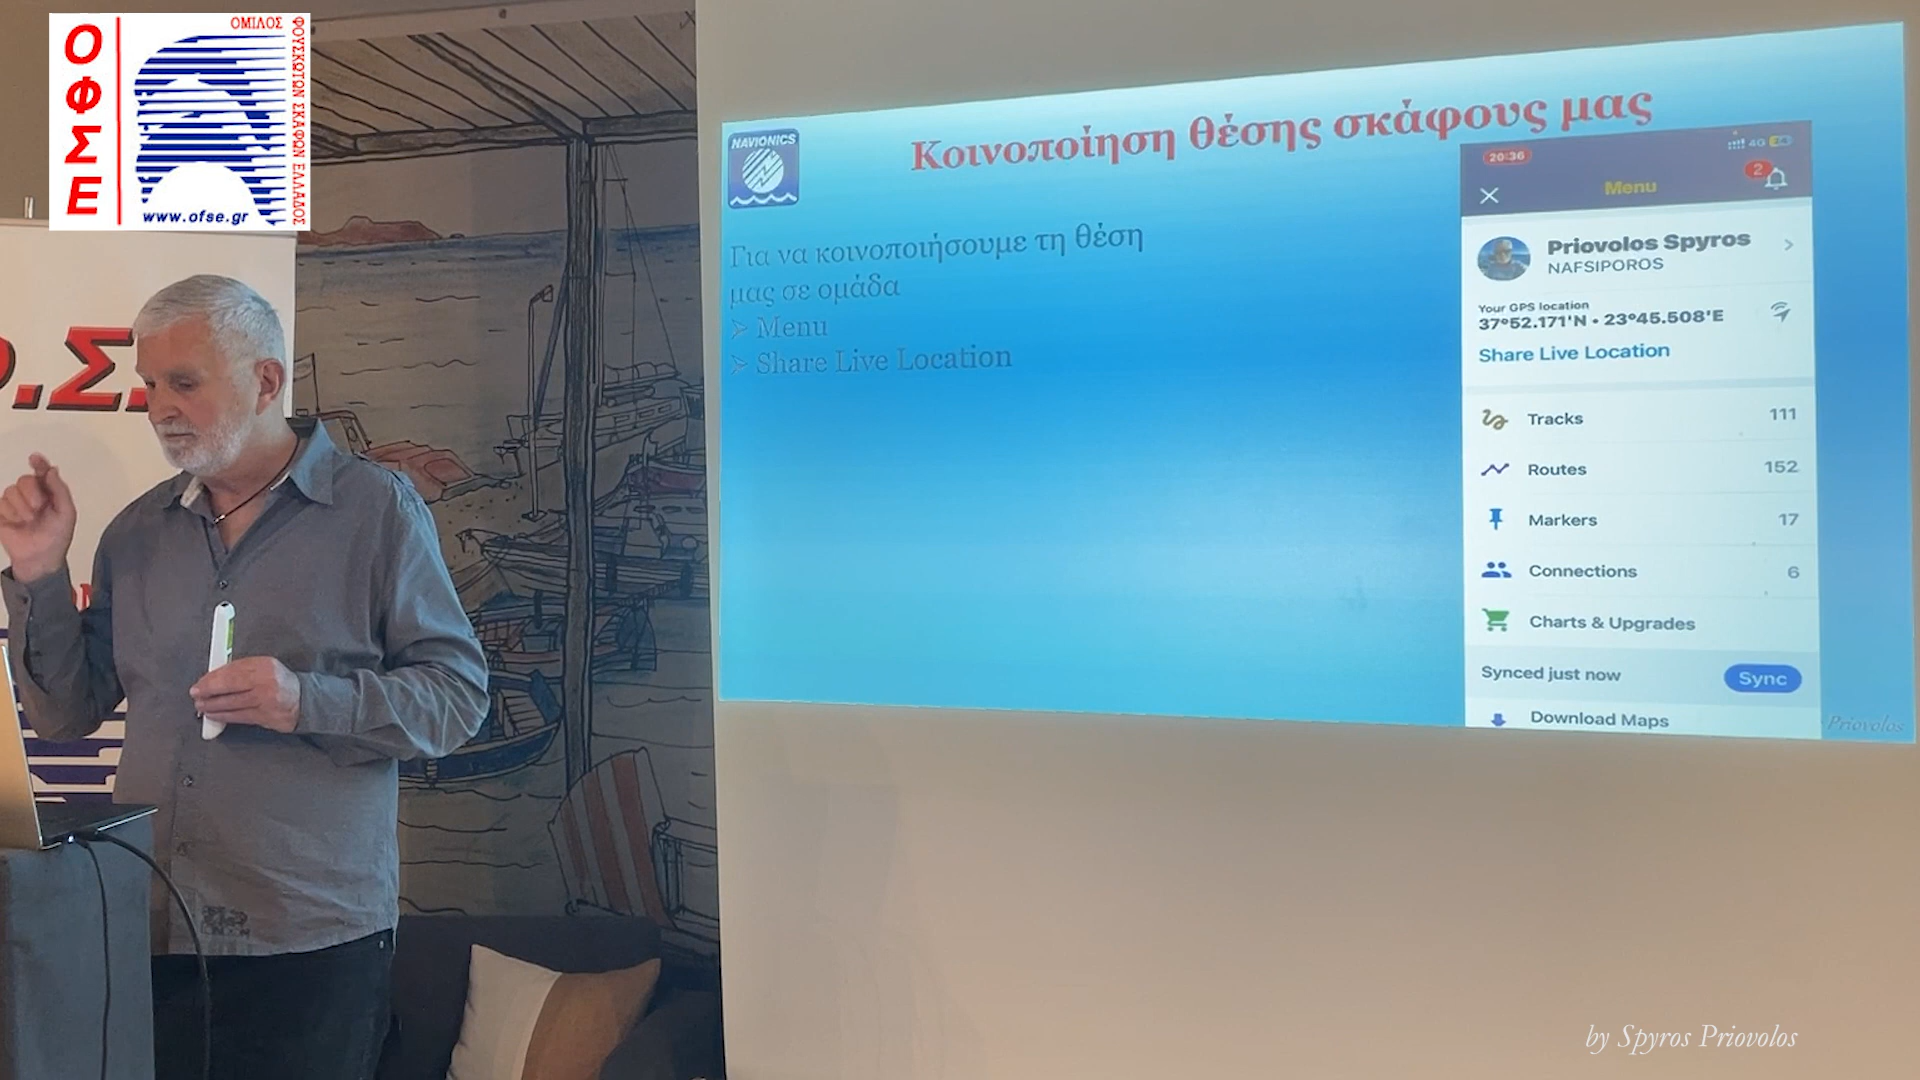 Ο
Φ
Σ
Ε
ΟΜΙΛΟΣ
ΦΟΥΣΚΩΤΩΝ ΣΚΑΦΩΝ ΕΛΛΑΔΟΣ
www.ofse.gr
.Σ.
NAVIONICS
Κοινοποίηση θέσης σκάφους μας
Για να κοινοποιήσουμε τη θέση
μας σε ομάδα
➢ Menu
➢ Share Live Location
20:36
4G
Menu
2
Priovolos Spyros
NAFSIPOROS
Your GPS location
37°52.171'N • 23°45.508'E
Share Live Location
Tracks 111
Routes 152
Markers 17
Connections 6
Charts & Upgrades
Synced just now Sync
Download Maps
Priovolos
by Spyros Priovolos